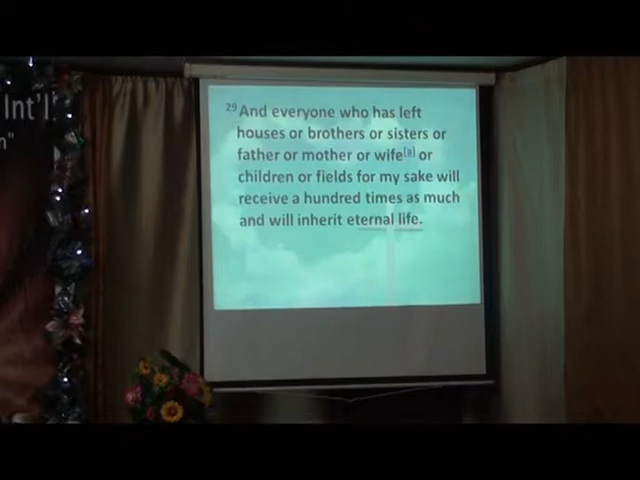 Int'l
n"
29 And everyone who has left
houses or brothers or sisters or
father or mother or wife[a] or
children or fields for my sake will
receive a hundred times as much
and will inherit eternal life.